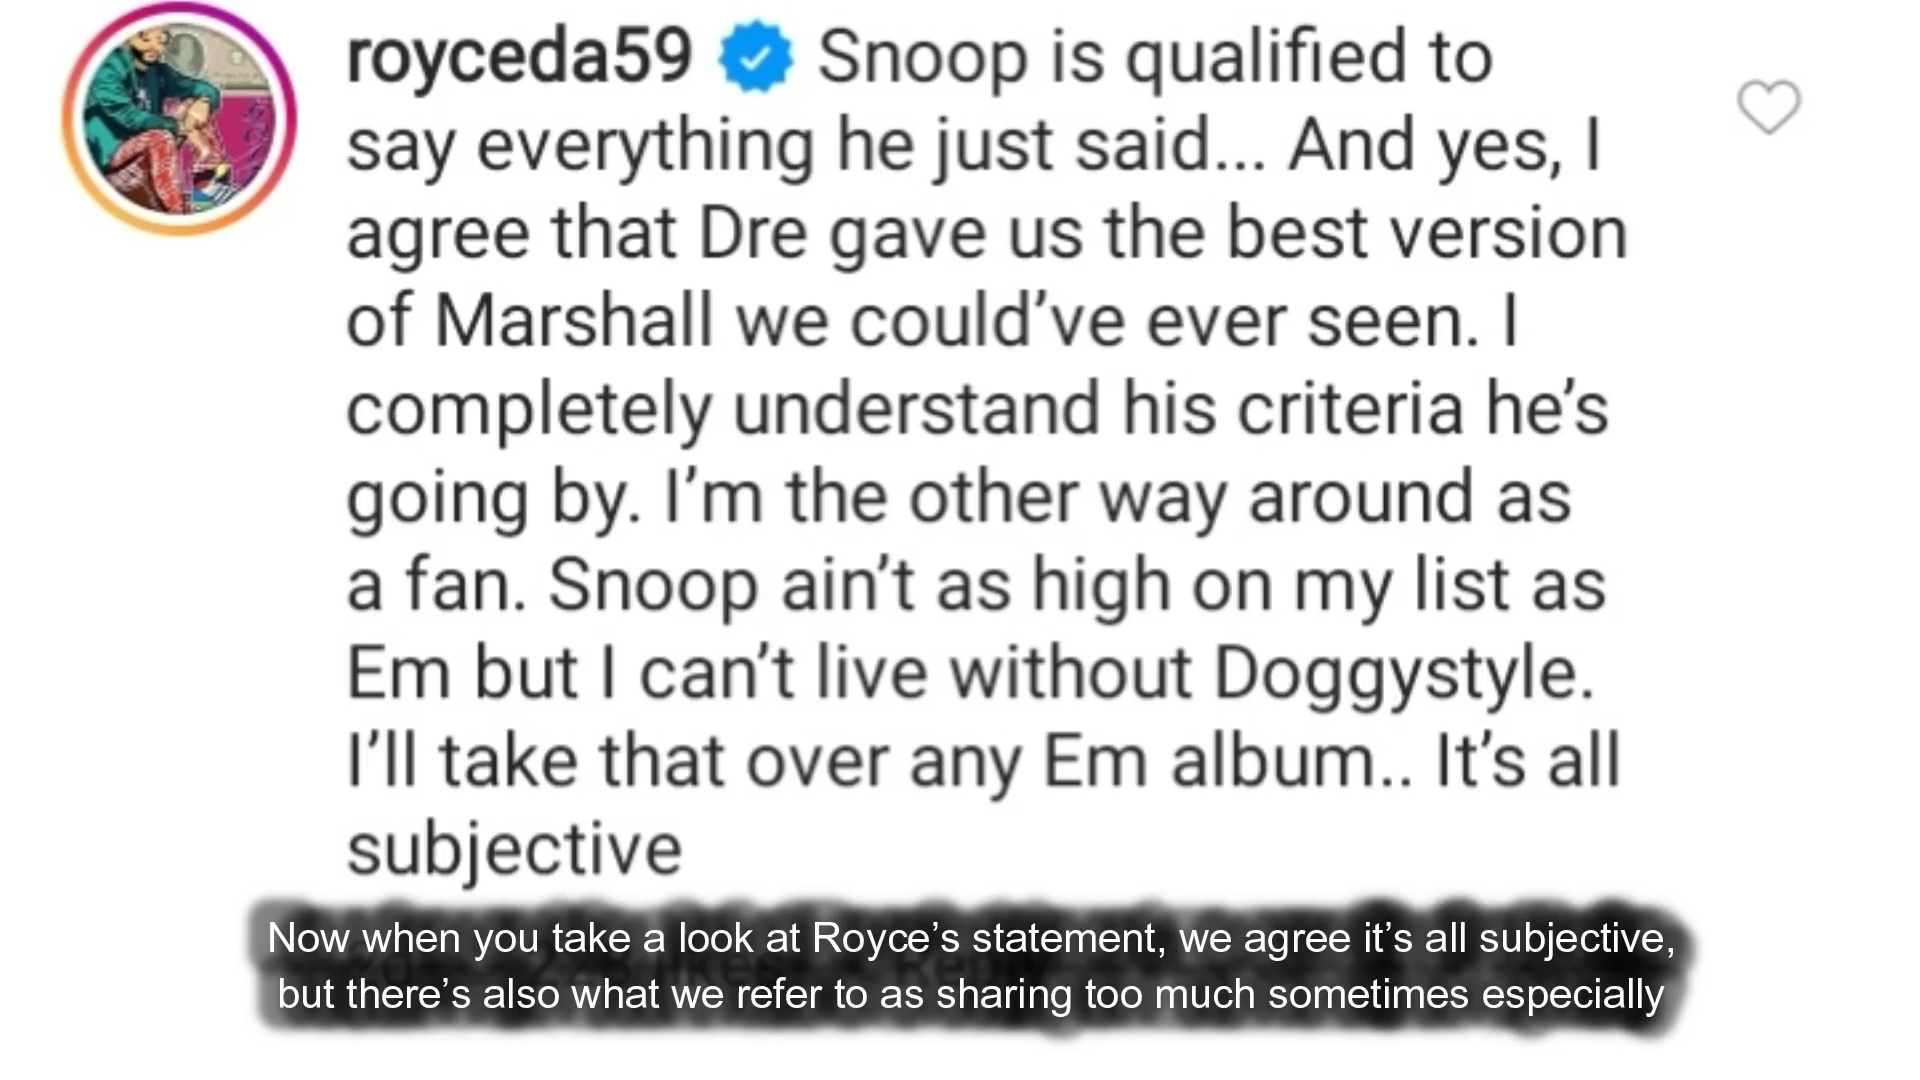 royceda59 Snoop is qualified to
say everything he just said... And yes, I
agree that Dre gave us the best version
of Marshall we could’ve ever seen. I
completely understand his criteria he’s
going by. I’m the other way around as
a fan. Snoop ain’t as high on my list as
Em but I can’t live without Doggystyle.
I’ll take that over any Em album.. It’s all
subjective
Now when you take a look at Royce’s statement, we agree it’s all subjective,
but there’s also what we refer to as sharing too much sometimes especially